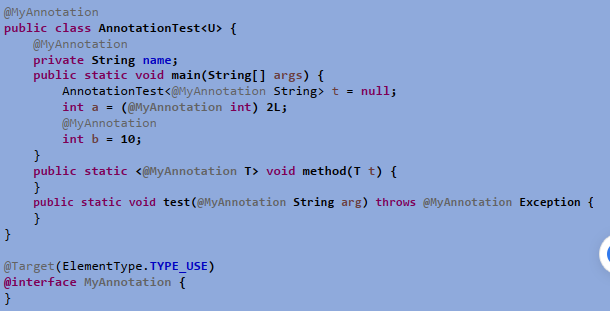 @MyAnnotation
public class AnnotationTest<U> {
    @MyAnnotation
    private String name;
    public static void main(String[] args) {
        AnnotationTest<@MyAnnotation String> t = null;
        int a = (@MyAnnotation int) 2L;
        @MyAnnotation
        int b = 10;
    }
    public static <@MyAnnotation T> void method(T t) {
    }
    public static void test(@MyAnnotation String arg) throws @MyAnnotation Exception {
    }
}

@Target(ElementType.TYPE_USE)
@interface MyAnnotation {
}